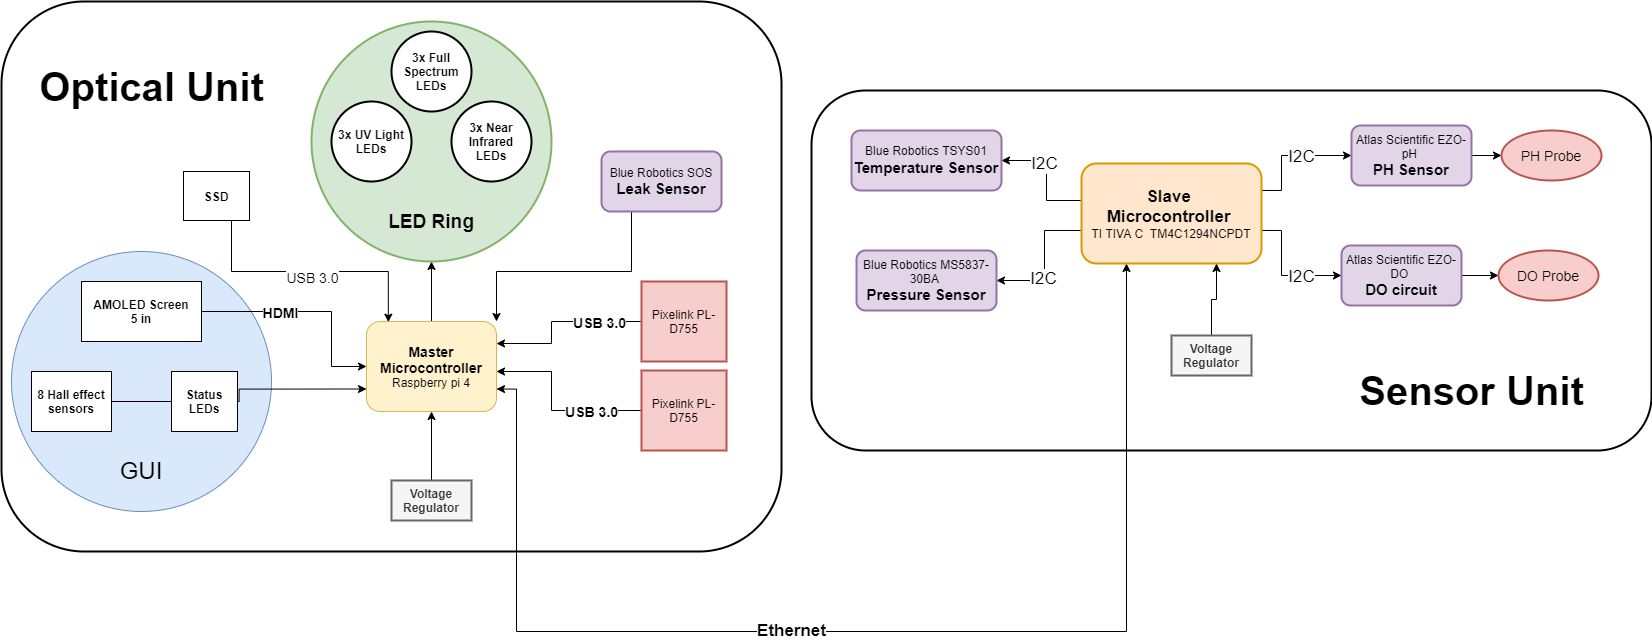 Optical Unit
3x Full
Spectrum
LEDs
3x UV Light
LEDs
3x Near
Infrared
LEDs
LED Ring
SSD
USB 3.0
Blue Robotics SOS
Leak Sensor
AMOLED Screen
5 in
HDMI
8 Hall effect
sensors
Status
LEDs
GUI
Master
Microcontroller
Raspberry pi 4
USB 3.0
Pixelink PL-
D755
USB 3.0
Pixelink PL-
D755
Voltage
Regulator
Ethernet
Blue Robotics TSYS01
Temperature Sensor
I2C
Blue Robotics MS5837-
30BA
Pressure Sensor
I2C
Slave
Microcontroller
TI TIVA C TM4C1294NCPDT
I2C
Atlas Scientific EZO-
pH
PH Sensor
PH Probe
I2C
Atlas Scientific EZO-
DO
DO circuit
DO Probe
Voltage
Regulator
Sensor Unit